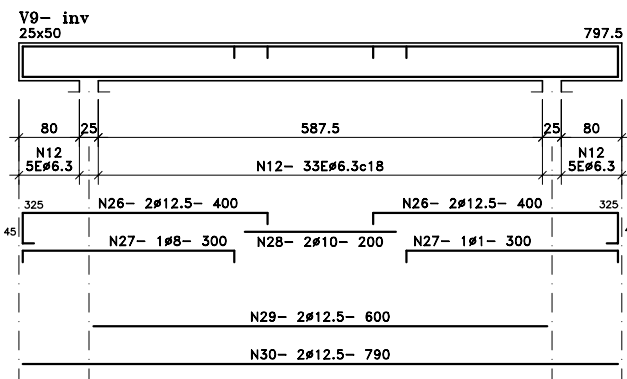 V9- inv
25x50
797.5
80
25
587.5
25
80
N12
5Eø6.3
N12- 33Eø6.3c18
N12
5Eø6.3
325
N26- 2ø12.5- 400
N26- 2ø12.5- 400
325
45
N27- 1ø8- 300
N28- 2ø10- 200
N27- 1ø1- 300
N29- 2ø12.5- 600
N30- 2ø12.5- 790